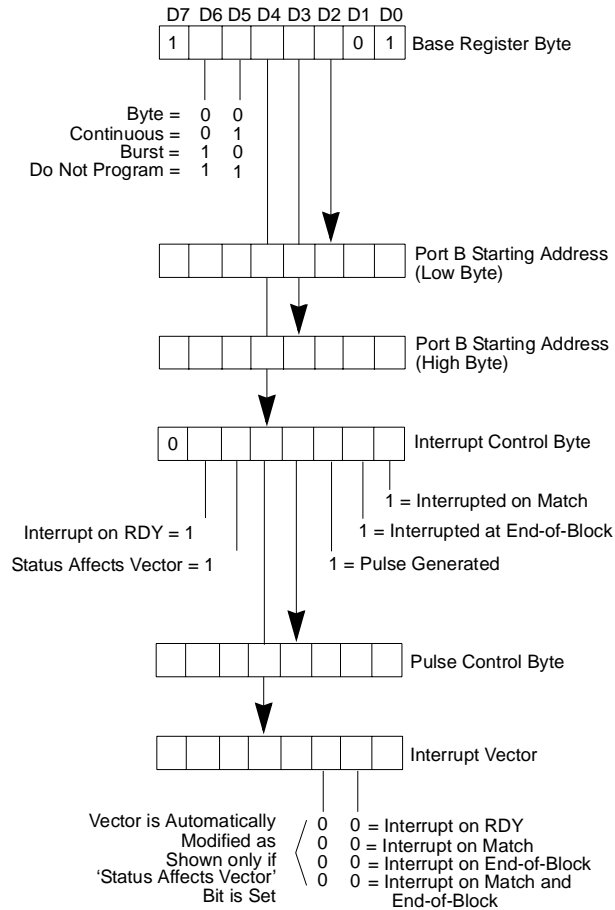 D7 D6 D5 D4 D3 D2 D1 D0
1 0 1 Base Register Byte
Byte = 0 0
Continuous = 0 1
Burst = 1 0
Do Not Program = 1 1
Port B Starting Address
(Low Byte)
Port B Starting Address
(High Byte)
0 Interrupt Control Byte
1 = Interrupted on Match
Interrupt on RDY = 1
1 = Interrupted at End-of-Block
Status Affects Vector = 1
1 = Pulse Generated
Pulse Control Byte
Interrupt Vector
Vector is Automatically
Modified as
Shown only if
'Status Affects Vector'
Bit is Set
0 0 = Interrupt on RDY
0 0 = Interrupt on Match
0 0 = Interrupt on End-of-Block
0 0 = Interrupt on Match and
End-of-Block